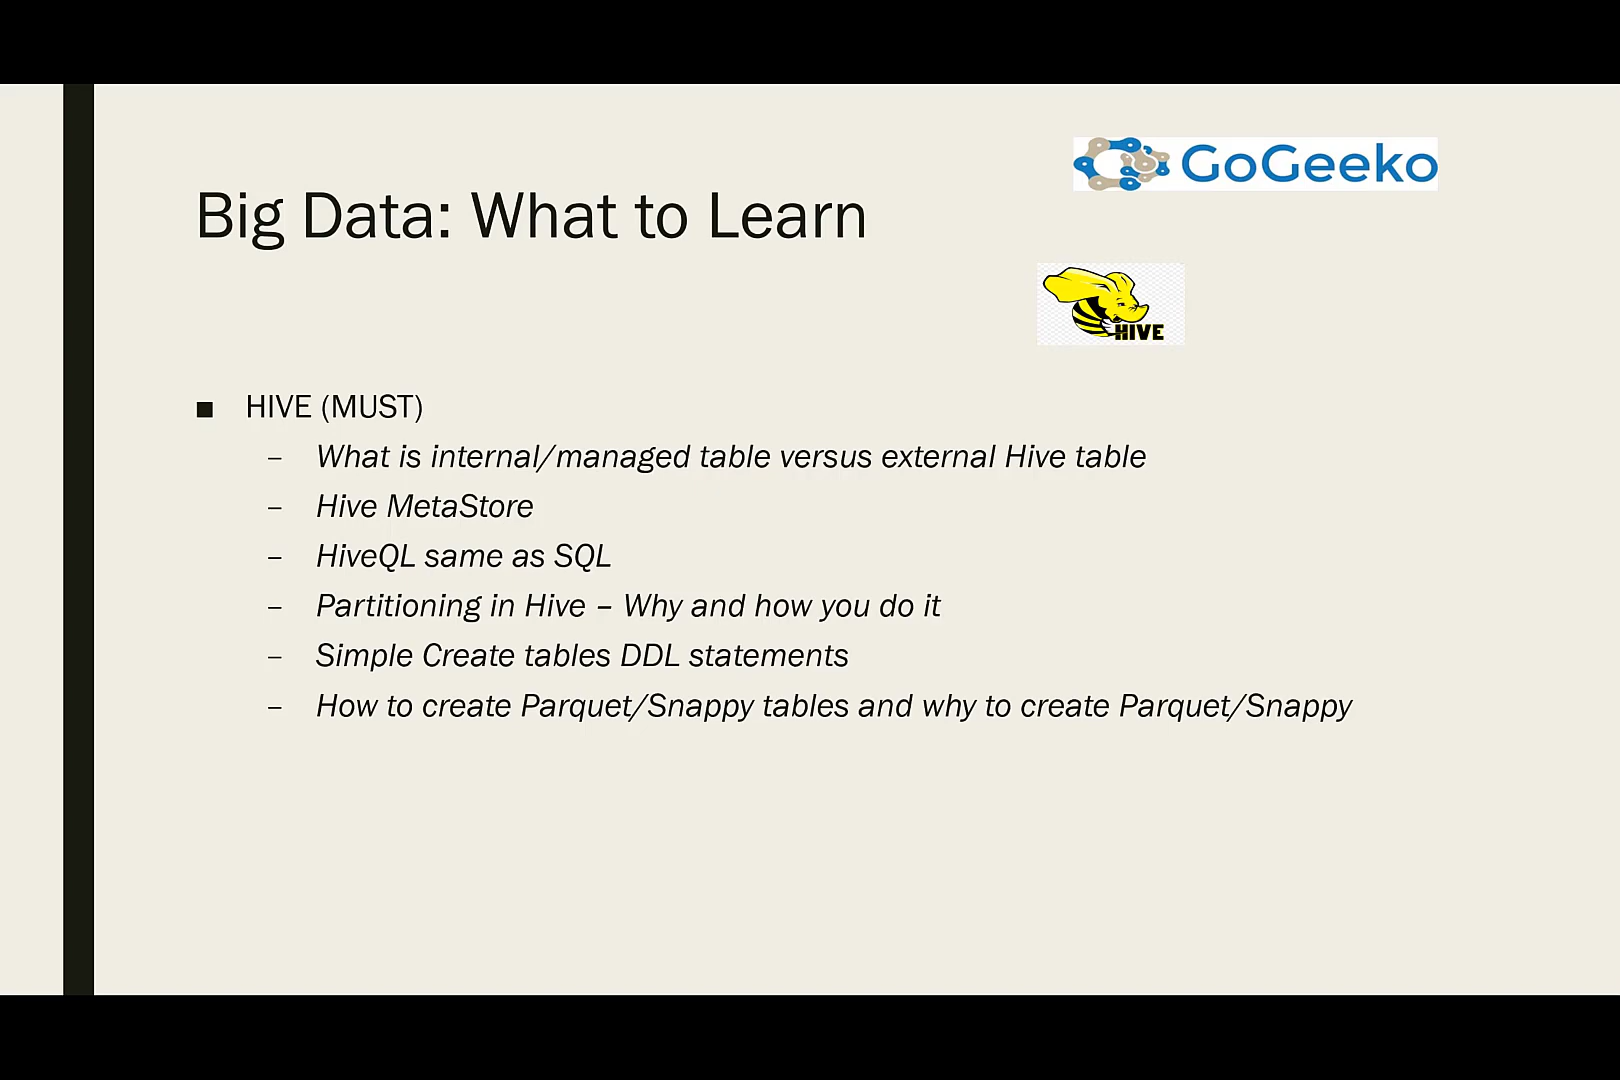 GoGeeko
Big Data: What to Learn
HIVE
■ HIVE (MUST)
– What is internal/managed table versus external Hive table
– Hive MetaStore
– HiveQL same as SQL
– Partitioning in Hive – Why and how you do it
– Simple Create tables DDL statements
– How to create Parquet/Snappy tables and why to create Parquet/Snappy